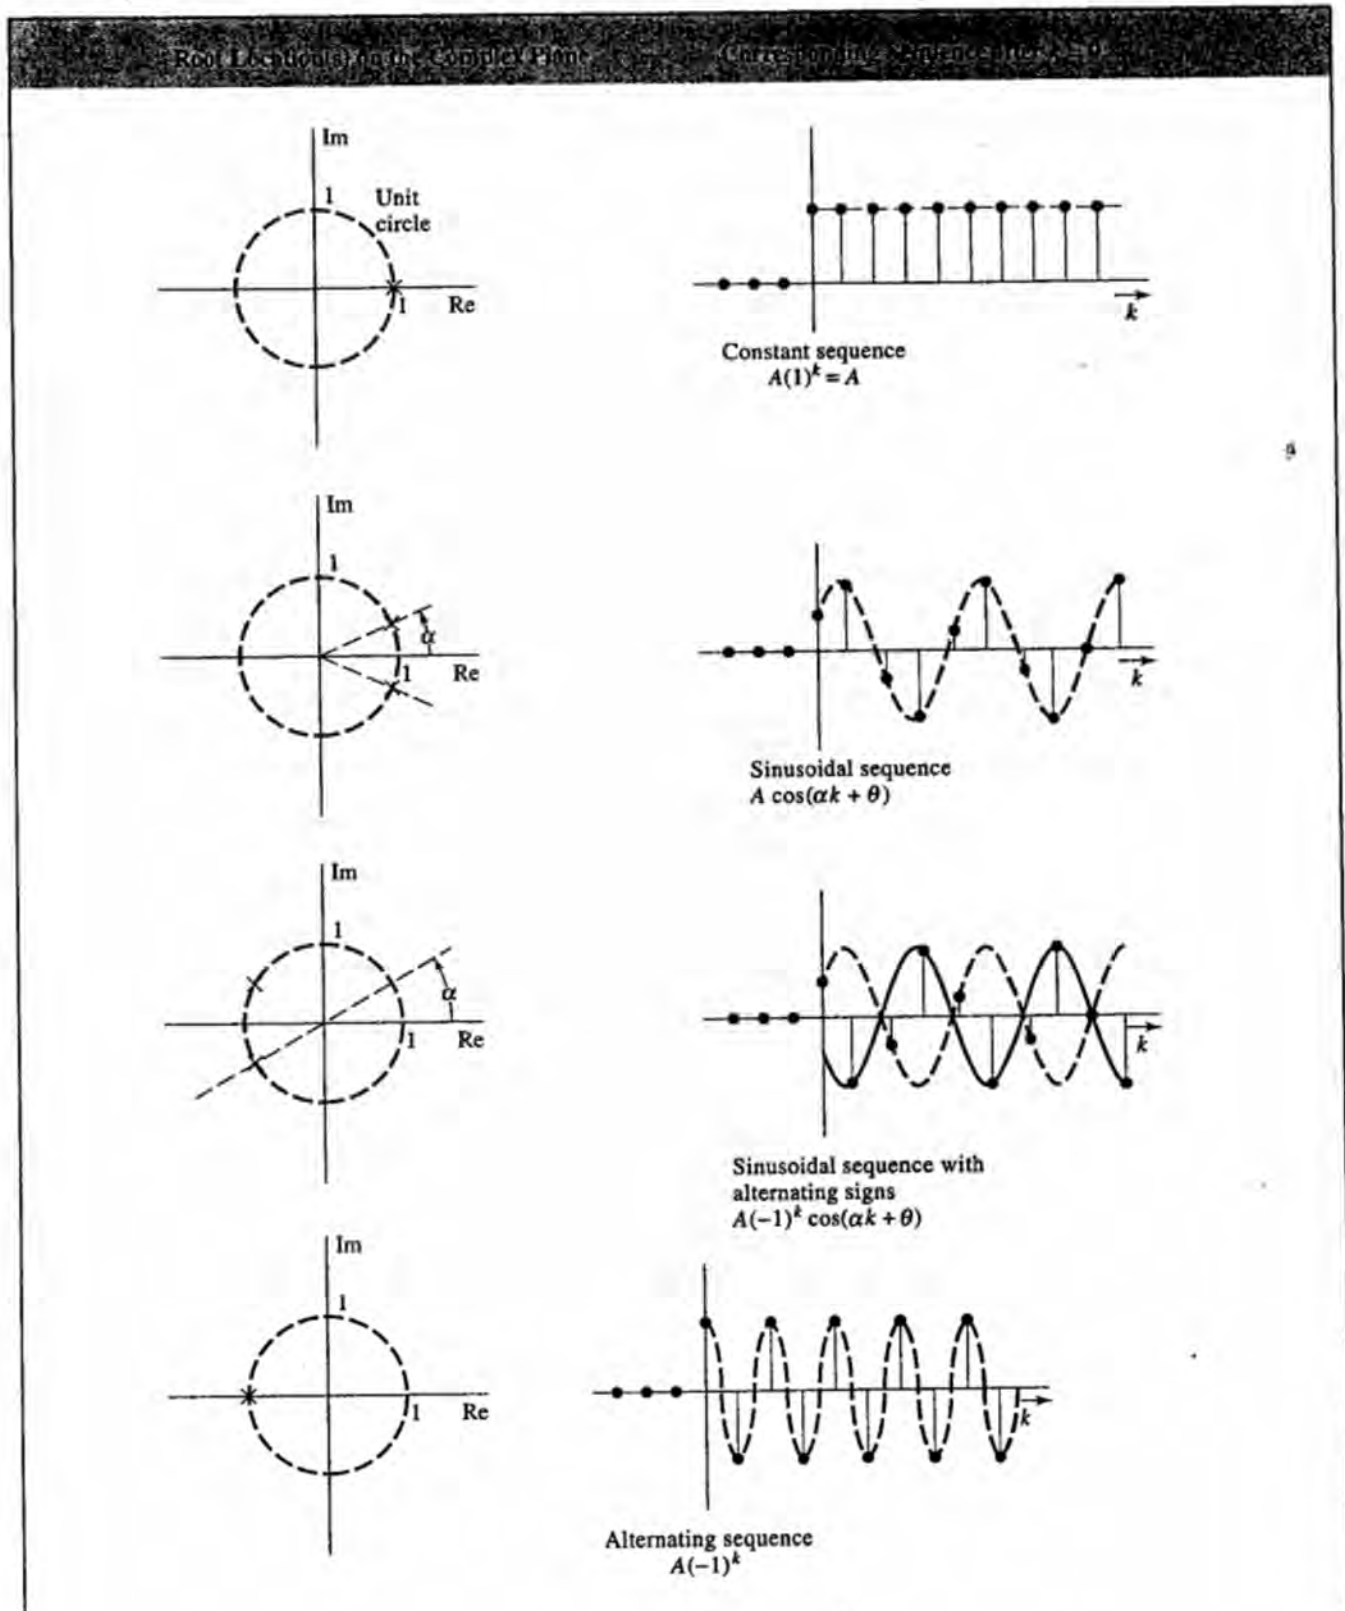 Root Location(s) on the Complex Plane
Corresponding Sequence after
Im
1
Unit
circle
1
Re
k
Constant sequence
A(1)^k = A
Im
1
α
1
Re
k
Sinusoidal sequence
A cos(αk + θ)
Im
1
α
1
Re
k
Sinusoidal sequence with
alternating signs
A(−1)^k cos(αk + θ)
Im
1
1
Re
k
Alternating sequence
A(−1)^k